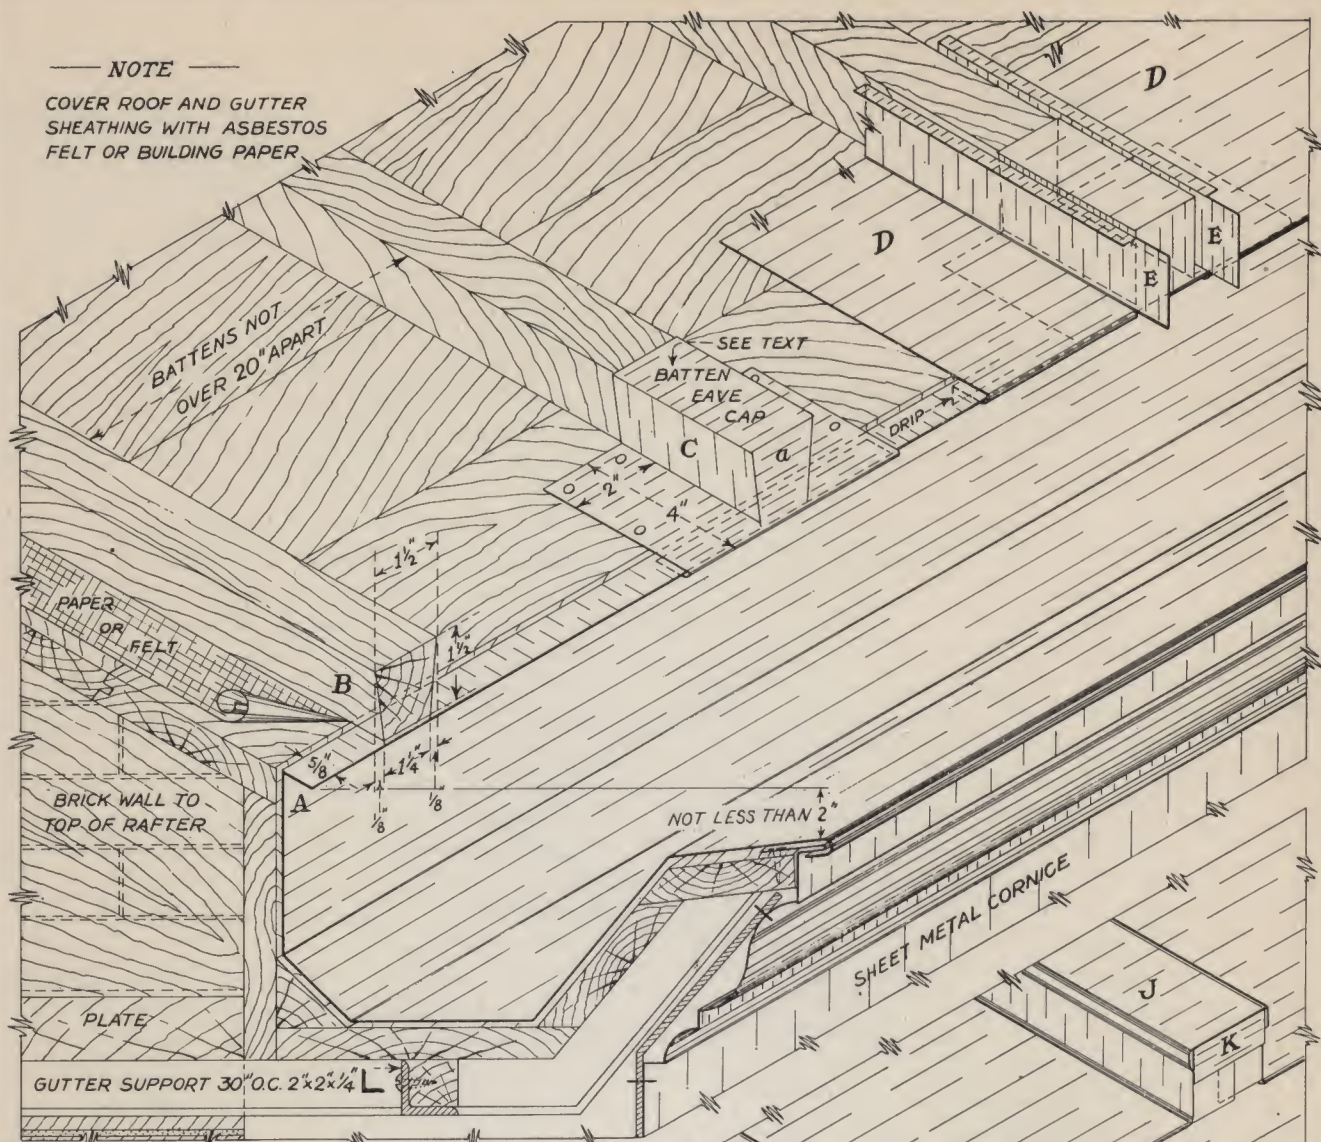 NOTE
COVER ROOF AND GUTTER
SHEATHING WITH ASBESTOS
FELT OR BUILDING PAPER
D
D
E
E
BATTENS NOT
OVER 20" APART
SEE TEXT
BATTEN
EAVE
CAP
C
a
DRIP
2"
4"
1½"
1½"
PAPER
OR
FELT
B
5/8"
1¼"
A
1/8"
1/8"
NOT LESS THAN 2"
BRICK WALL TO
TOP OF RAFTER
SHEET METAL CORNICE
J
K
PLATE
GUTTER SUPPORT 30" O.C. 2"x2"x¼" L